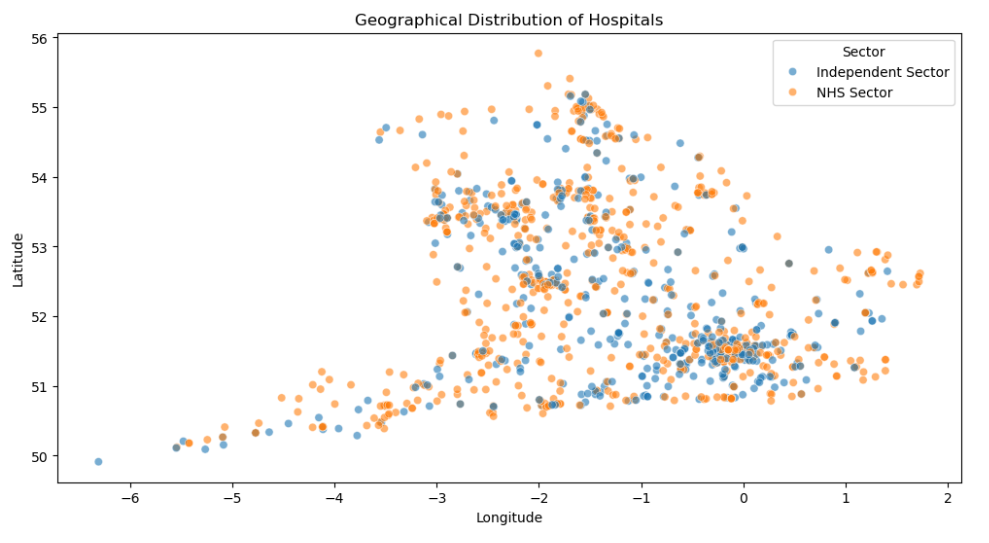 Geographical Distribution of Hospitals
Sector
Independent Sector
NHS Sector
56
55
54
53
52
51
50
Latitude
−6
−5
−4
−3
−2
−1
0
1
2
Longitude